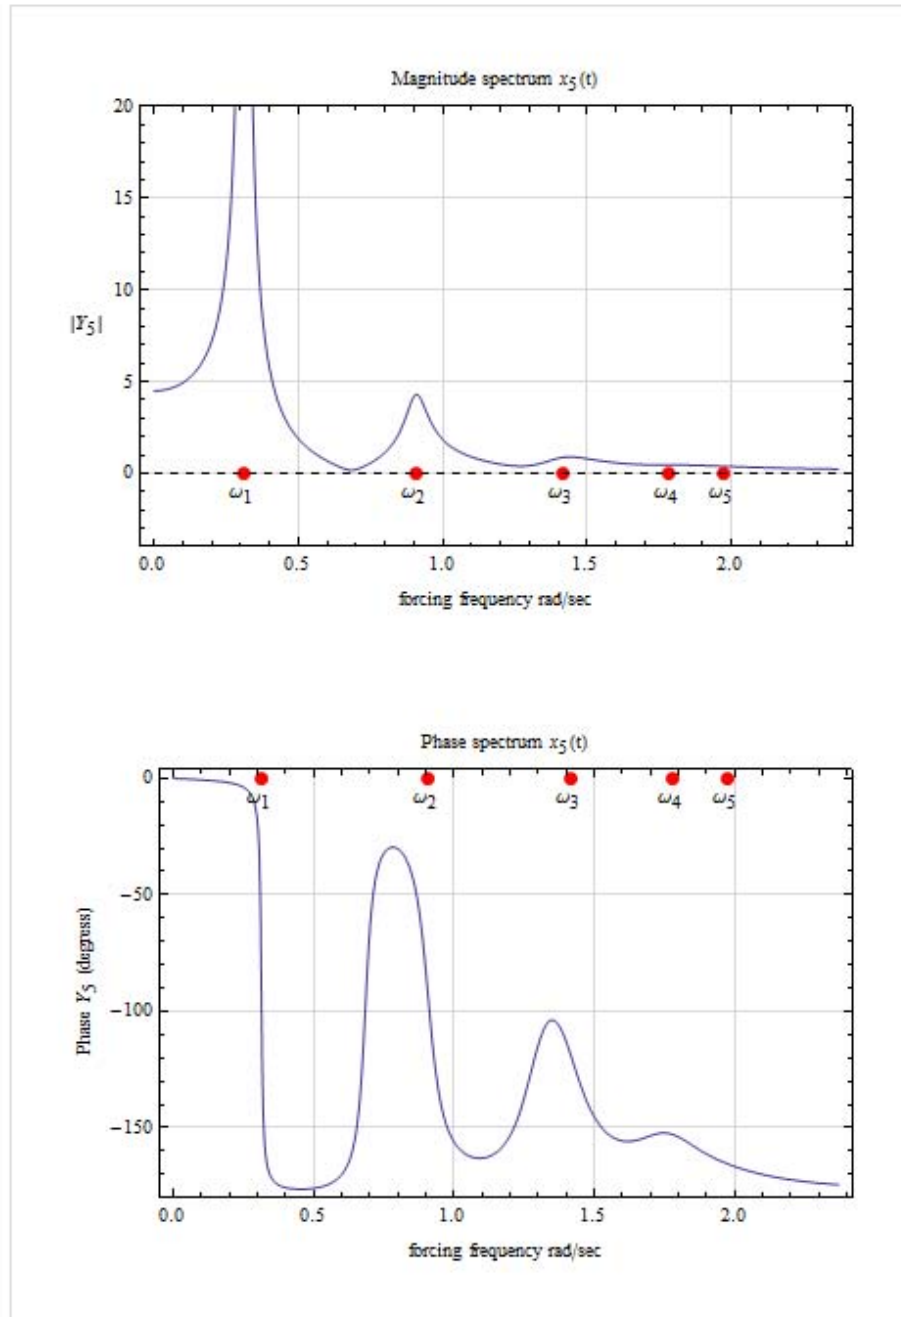 Magnitude spectrum x₅(t)
20
15
10
|Y₅|
5
0
ω₁ ω₂ ω₃ ω₄ ω₅
0.0 0.5 1.0 1.5 2.0
forcing frequency rad/sec
Phase spectrum x₅(t)
0
ω₁ ω₂ ω₃ ω₄ ω₅
−50
Phase Y₅ (degress)
−100
−150
0.0 0.5 1.0 1.5 2.0
forcing frequency rad/sec